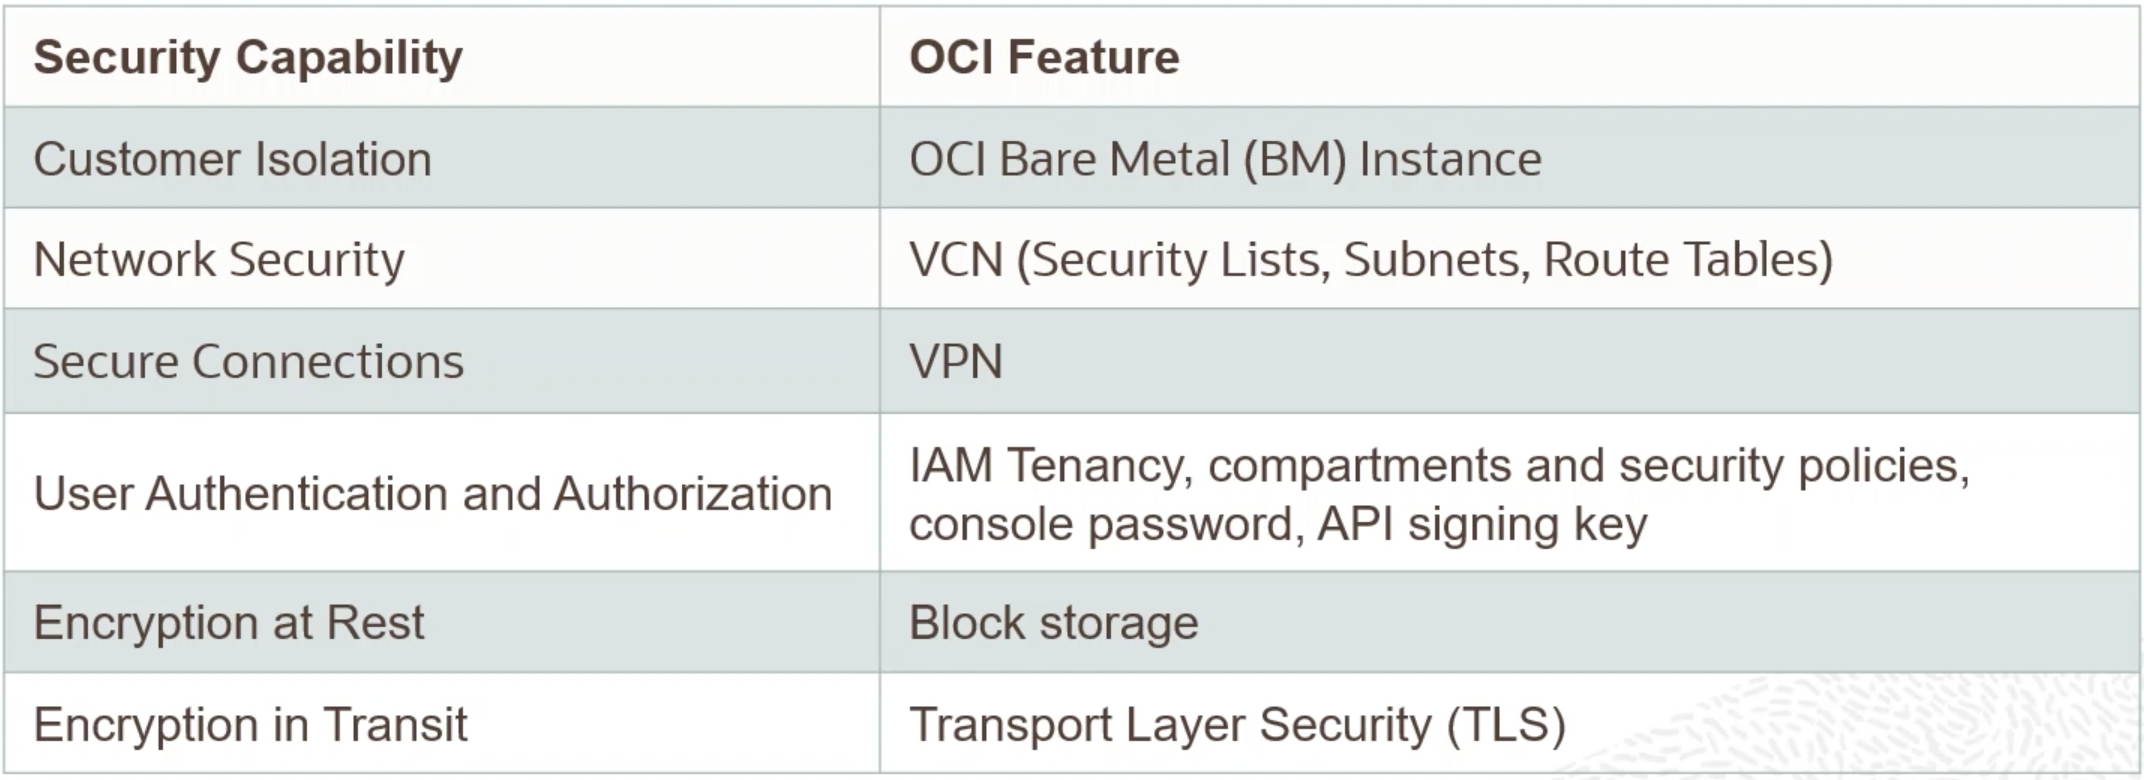 Security Capability
OCI Feature
Customer Isolation
OCI Bare Metal (BM) Instance
Network Security
VCN (Security Lists, Subnets, Route Tables)
Secure Connections
VPN
User Authentication and Authorization
IAM Tenancy, compartments and security policies,
console password, API signing key
Encryption at Rest
Block storage
Encryption in Transit
Transport Layer Security (TLS)